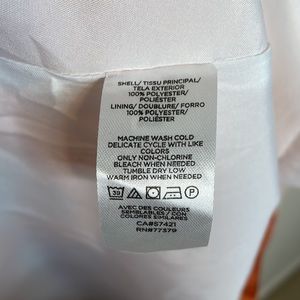 SHELL/ TISSU PRINCIPAL/
TELA EXTERIOR
100% POLYESTER/
POLIÉSTER
LINING/ DOUBLURE/ FORRO
100% POLYESTER/
POLIÉSTER
MACHINE WASH COLD
DELICATE CYCLE WITH LIKE
COLORS
ONLY NON-CHLORINE
BLEACH WHEN NEEDED
TUMBLE DRY LOW
WARM IRON WHEN NEEDED
30
AVEC DES COULEURS
SEMBLABLES / CON
COLORES SIMILARES
CA#57421
RN#77379